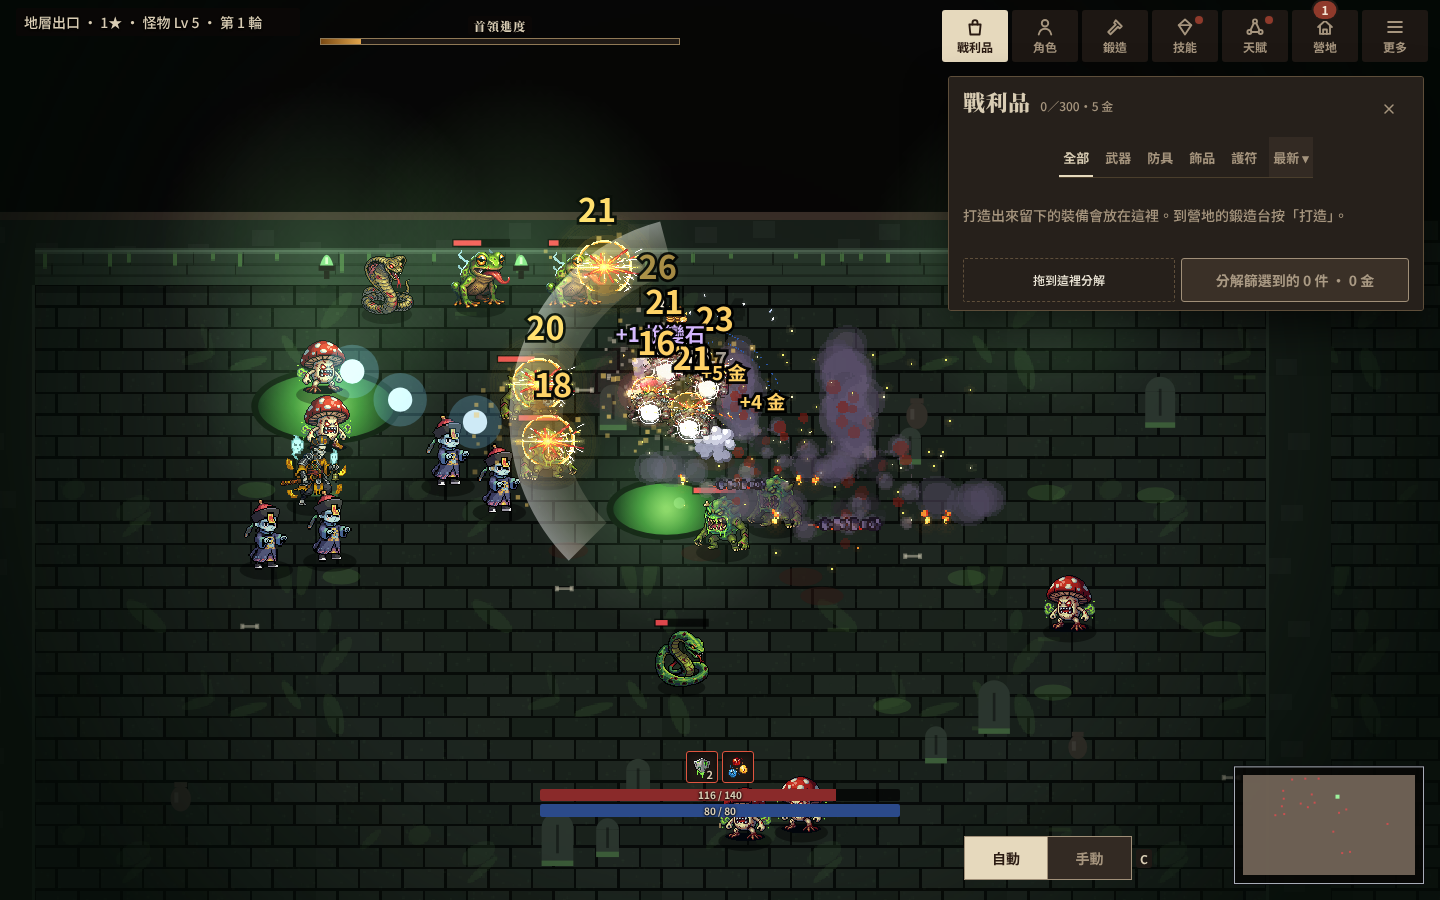 地層出口 · 1★ · 怪物 Lv 5 · 第 1 輪
首領進度
1
戰利品
角色
鍛造
技能
天賦
營地
更多
戰利品 0／300・5 金
×
全部 武器 防具 飾品 護符 最新▾
打造出來留下的裝備會放在這裡。到營地的鍛造台按「打造」。
拖到這裡分解
分解篩選到的 0 件 · 0 金
21
26
21
23
20
16
21
+5 金
18
+4 金
2
116 / 140
80 / 80
自動
手動
C